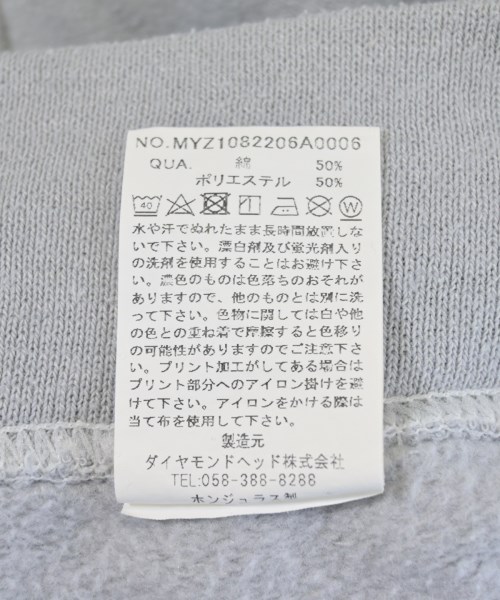 NO.MYZ1082206A0006
QUA. 綿 50%
ポリエステル 50%
40 W
水や汗でぬれたまま長時間放置しな
いで下さい。漂白剤及び蛍光剤入り
の洗剤を使用することはお避け下さ
い。濃色のものは色落ちのおそれが
ありますので、他のものとは別に洗
って下さい。色物に関しては白や他
の色との重ね着で摩擦すると色移り
の可能性がありますのでご注意下さ
い。プリント加工がしてある場合は
プリント部分へのアイロン掛けを避
けて下さい。アイロンをかける際は
当て布を使用して下さい。
製造元
ダイヤモンドヘッド株式会社
TEL:058-388-8288
ホンジュラス製